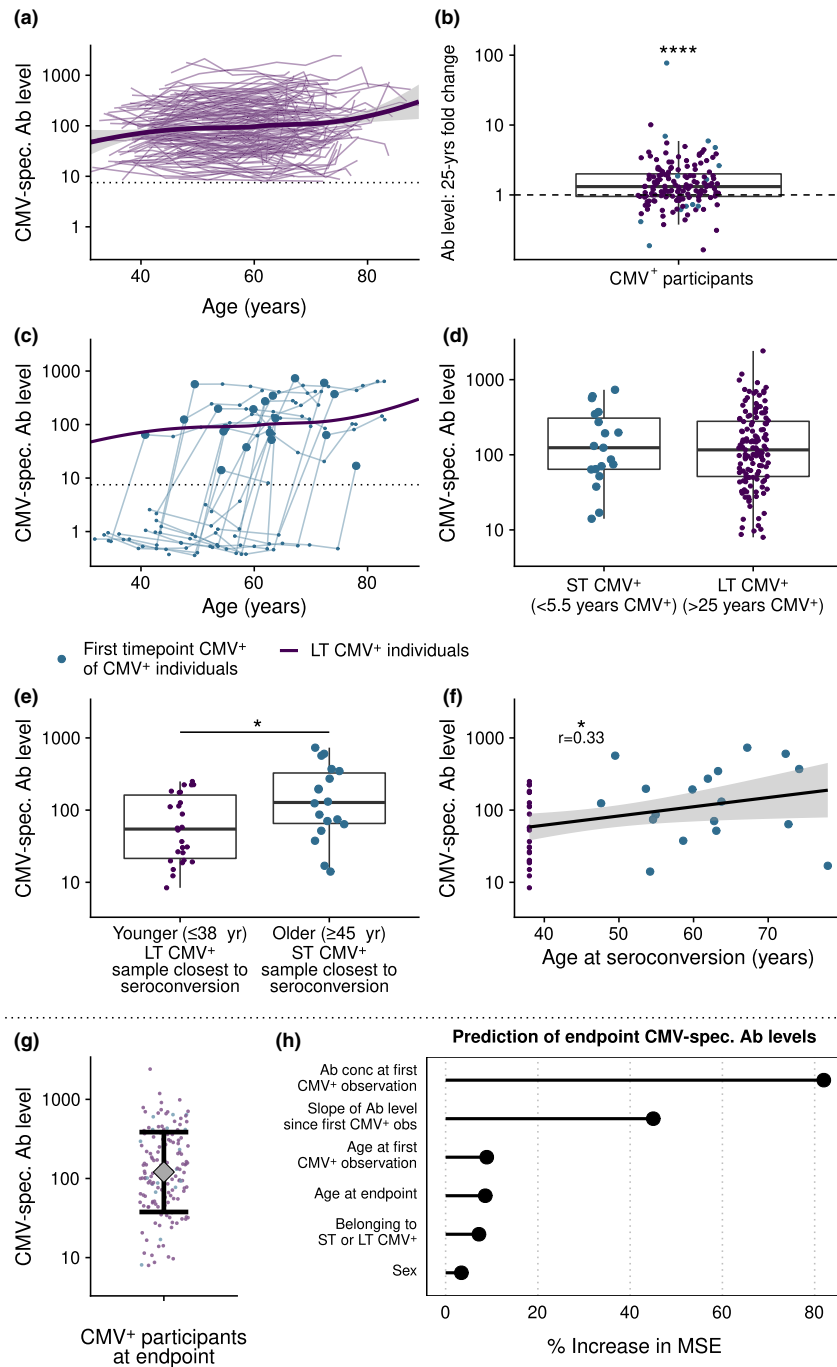 (a)
CMV-spec. Ab level
1000
100
10
1
40
60
80
Age (years)
(b)
Ab level: 25-yrs fold change
100
10
1
****
CMV+ participants
(c)
CMV-spec. Ab level
1000
100
10
1
40
60
80
Age (years)
(d)
CMV-spec. Ab level
1000
100
10
ST CMV+
(<5.5 years CMV+)
LT CMV+
(>25 years CMV+)
First timepoint CMV+
of CMV+ individuals
LT CMV+ individuals
(e)
CMV-spec. Ab level
1000
100
10
*
Younger (≤38 yr)
LT CMV+
sample closest to
seroconversion
Older (≥45 yr)
ST CMV+
sample closest to
seroconversion
(f)
CMV-spec. Ab level
1000
100
10
*
r=0.33
40
50
60
70
Age at seroconversion (years)
(g)
CMV-spec. Ab level
1000
100
10
CMV+ participants
at endpoint
(h)
Prediction of endpoint CMV-spec. Ab levels
Ab conc at first
CMV+ observation
Slope of Ab level
since first CMV+ obs
Age at first
CMV+ observation
Age at endpoint
Belonging to
ST or LT CMV+
Sex
0
20
40
60
80
% Increase in MSE